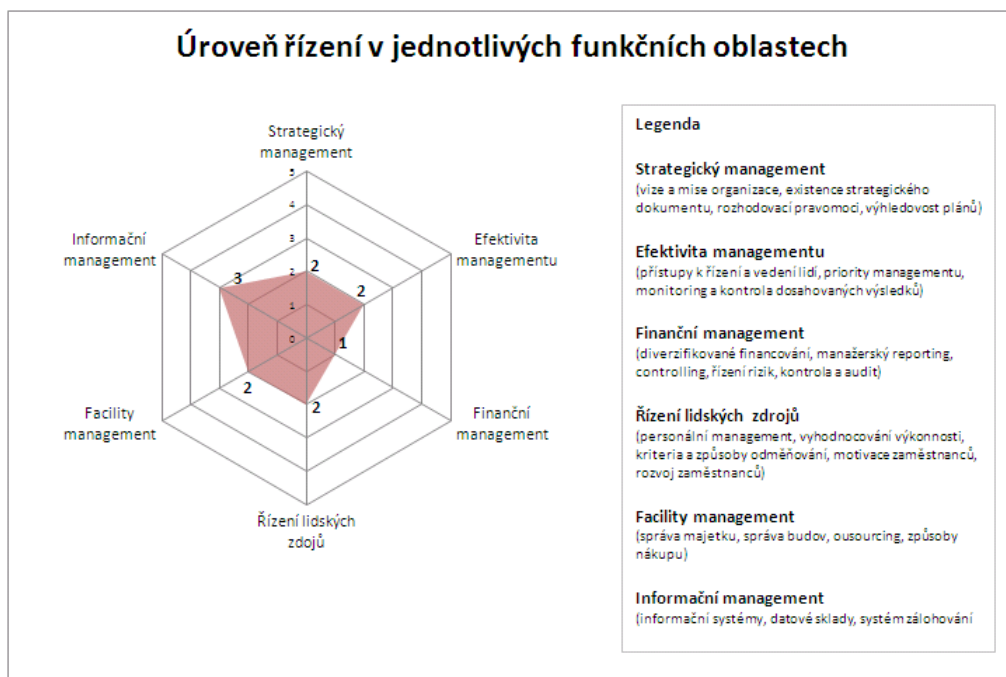 Úroveň řízení v jednotlivých funkčních oblastech
Strategický
management
5
4
3
2
1
0
Informační
management
Efektivita
managementu
3
2
2
1
2
2
Facility
management
Finanční
management
Řízení lidských
zdojů
Legenda
Strategický management
(vize a mise organizace, existence strategického
dokumentu, rozhodovací pravomoci, výhledovost plánů)
Efektivita managementu
(přístupy k řízení a vedení lidí, priority managementu,
monitoring a kontrola dosahovaných výsledků)
Finanční management
(diverzifikované financování, manažerský reporting,
controlling, řízení rizik, kontrola a audit)
Řízení lidských zdrojů
(personální management, vyhodnocování výkonnosti,
kriteria a způsoby odměňování, motivace zaměstnanců,
rozvoj zaměstnanců)
Facility management
(správa majetku, správa budov, ousourcing, způsoby
nákupu)
Informační management
(informační systémy, datové sklady, systém zálohování